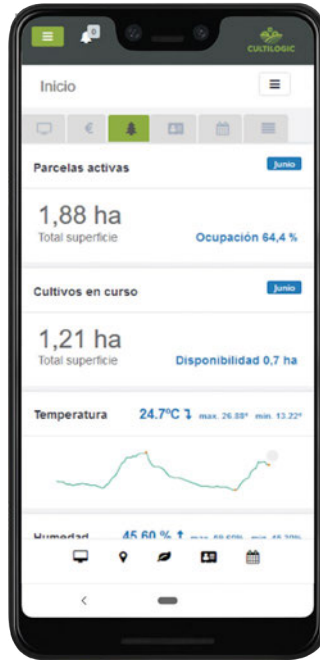 0
CULTILOGIC
Inicio
€
Parcelas activas Junio
1,88 ha
Total superficie Ocupación 64,4 %
Cultivos en curso Junio
1,21 ha
Total superficie Disponibilidad 0,7 ha
Temperatura 24.7ºC max. 26.88º min. 13.22º
Humedad 45.60 %